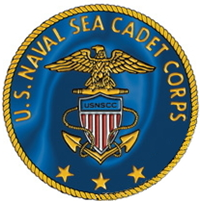 U.S. NAVAL SEA CADET CORPS
USNSCC